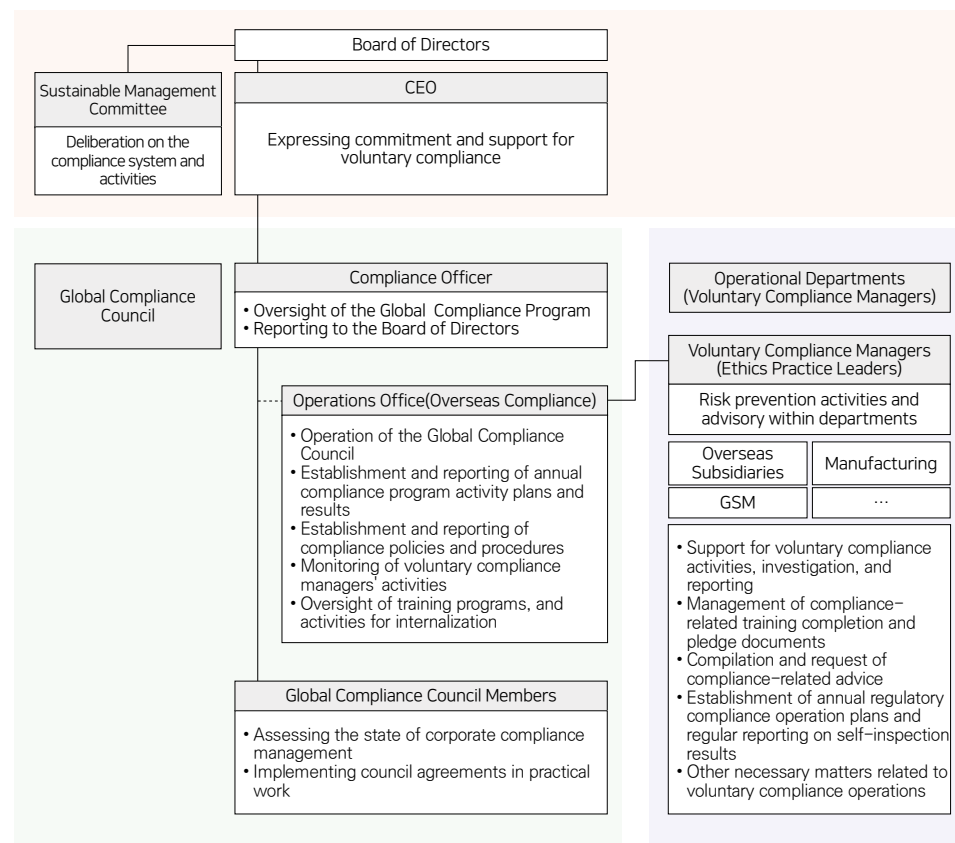 Board of Directors
Sustainable Management
Committee
Deliberation on the
compliance system and
activities
CEO
Expressing commitment and support for
voluntary compliance
Global Compliance
Council
Compliance Officer
• Oversight of the Global Compliance Program
• Reporting to the Board of Directors
Operations Office(Overseas Compliance)
• Operation of the Global Compliance
Council
• Establishment and reporting of annual
compliance program activity plans and
results
• Establishment and reporting of
compliance policies and procedures
• Monitoring of voluntary compliance
managers' activities
• Oversight of training programs, and
activities for internalization
Global Compliance Council Members
• Assessing the state of corporate compliance
management
• Implementing council agreements in practical
work
Operational Departments
(Voluntary Compliance Managers)
Voluntary Compliance Managers
(Ethics Practice Leaders)
Risk prevention activities and
advisory within departments
Overseas
Subsidiaries
Manufacturing
GSM
…
• Support for voluntary compliance
activities, investigation, and
reporting
• Management of compliance-
related training completion and
pledge documents
• Compilation and request of
compliance-related advice
• Establishment of annual regulatory
compliance operation plans and
regular reporting on self-inspection
results
• Other necessary matters related to
voluntary compliance operations